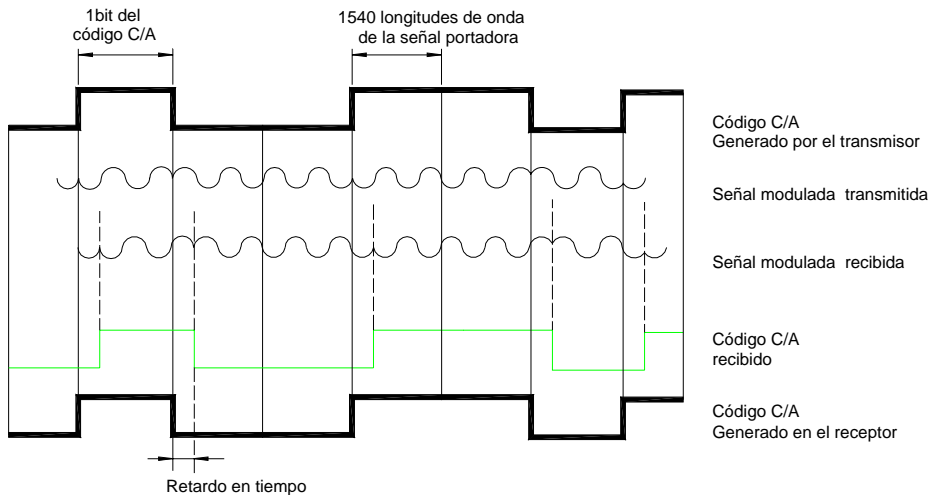 1bit del
código C/A
1540 longitudes de onda
de la señal portadora
Código C/A
Generado por el transmisor
Señal modulada transmitida
Señal modulada recibida
Código C/A
recibido
Código C/A
Generado en el receptor
Retardo en tiempo